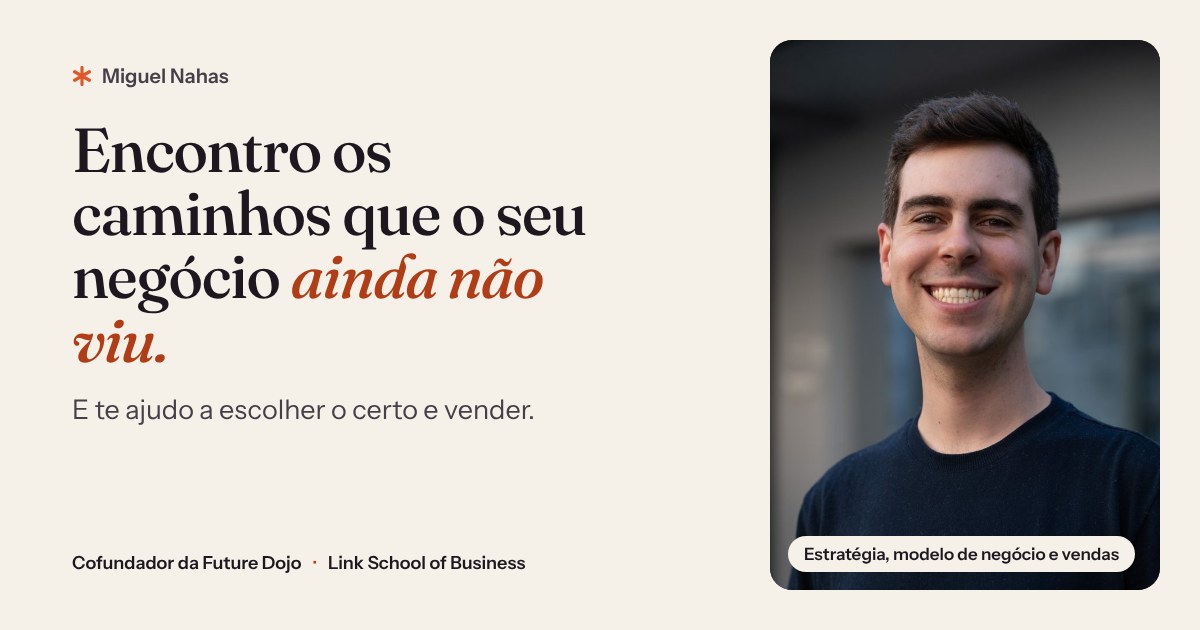 Miguel Nahas
Encontro os
caminhos que o seu
negócio ainda não
viu.
E te ajudo a escolher o certo e vender.
Cofundador da Future Dojo · Link School of Business
Estratégia, modelo de negócio e vendas